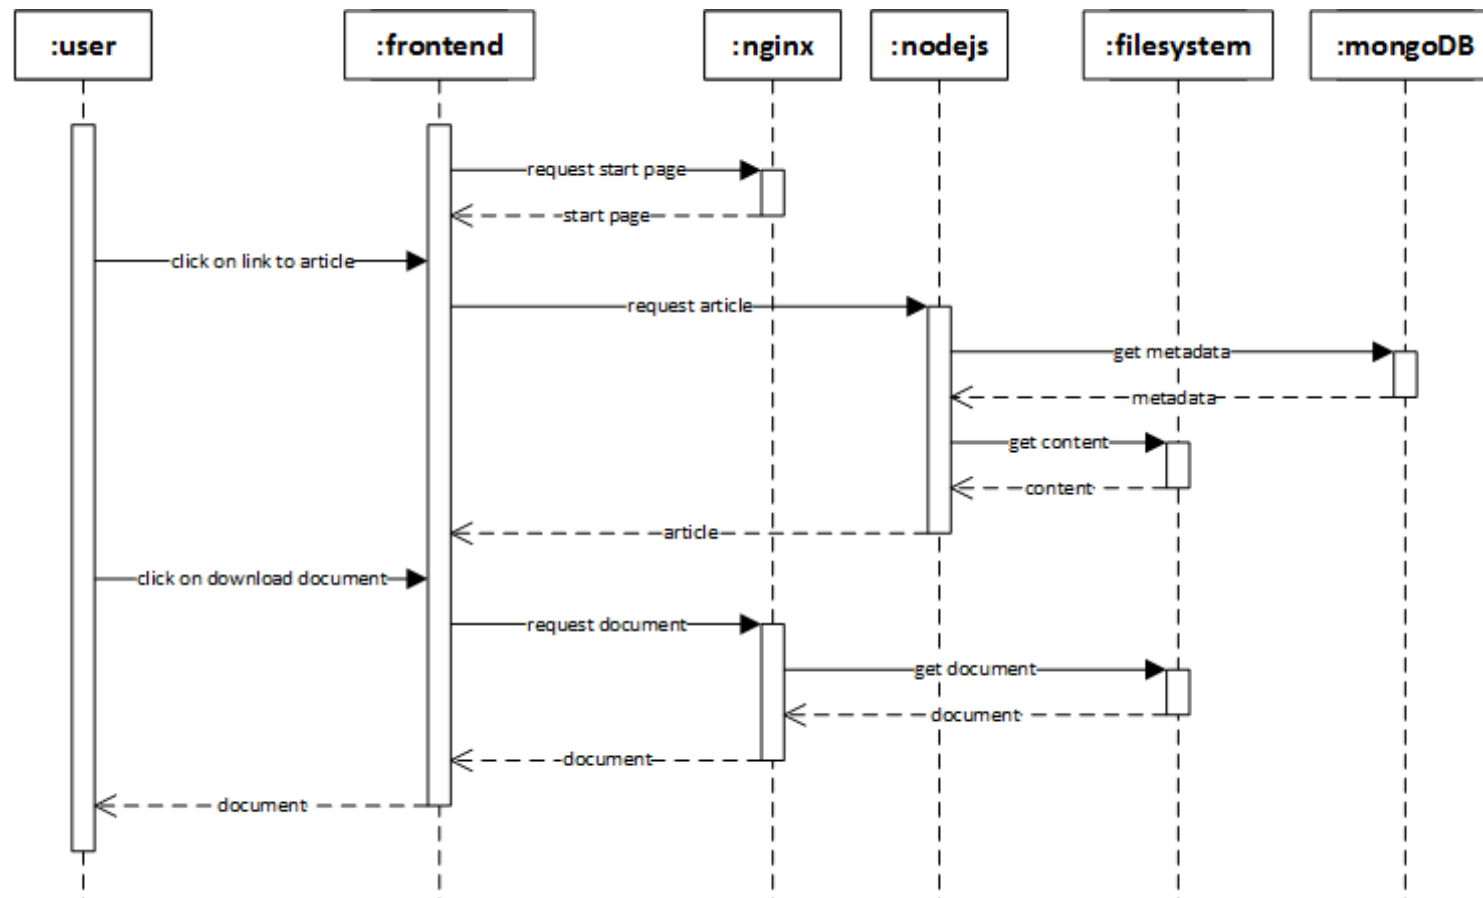 :user
:frontend
:nginx
:nodejs
:filesystem
:mongoDB
request start page
start page
click on link to article
request article
get metadata
metadata
get content
content
article
click on download document
request document
get document
document
document
document